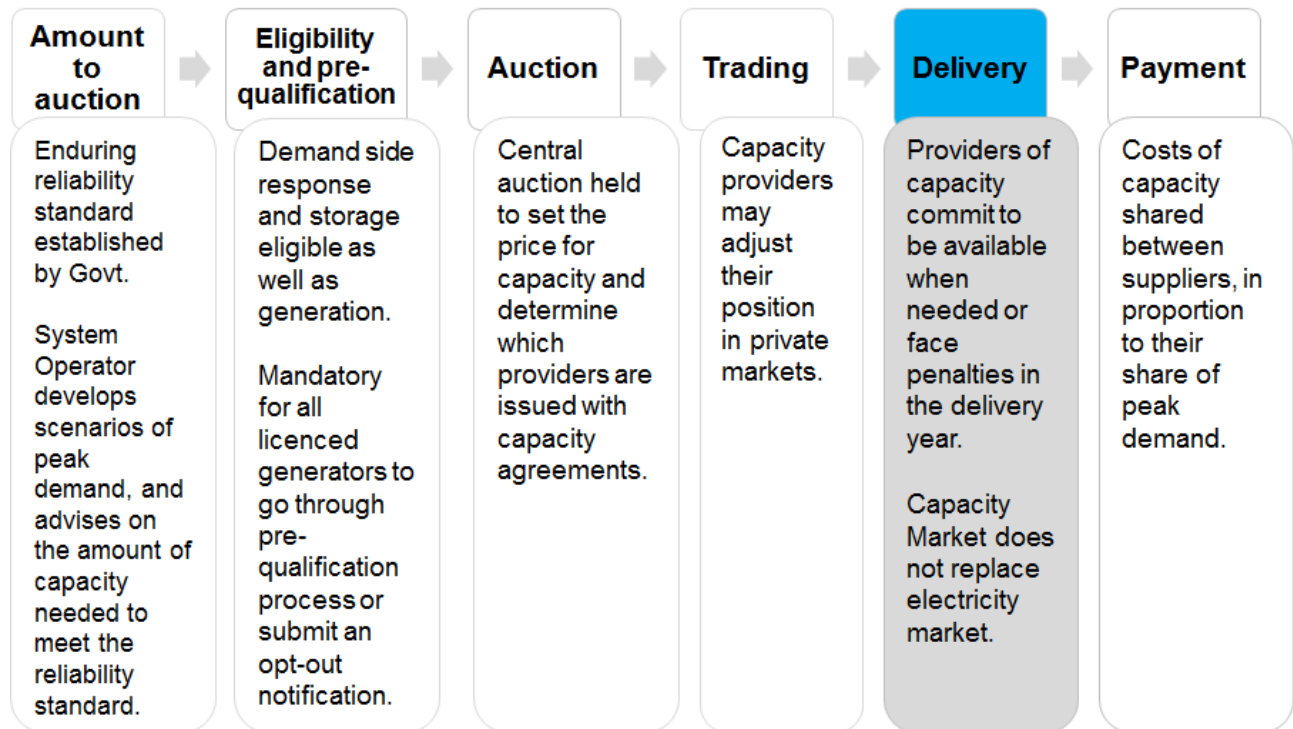 Amount
to
auction
Enduring
reliability
standard
established
by Govt.
System
Operator
develops
scenarios of
peak
demand, and
advises on
the amount of
capacity
needed to
meet the
reliability
standard.
Eligibility
and pre-
qualification
Demand side
response
and storage
eligible as
well as
generation.
Mandatory
for all
licenced
generators to
go through
pre-
qualification
process or
submit an
opt-out
notification.
Auction
Central
auction held
to set the
price for
capacity and
determine
which
providers are
issued with
capacity
agreements.
Trading
Capacity
providers
may
adjust
their
position
in private
markets.
Delivery
Providers of
capacity
commit to
be available
when
needed or
face
penalties in
the delivery
year.
Capacity
Market does
not replace
electricity
market.
Payment
Costs of
capacity
shared
between
suppliers, in
proportion
to their
share of
peak
demand.